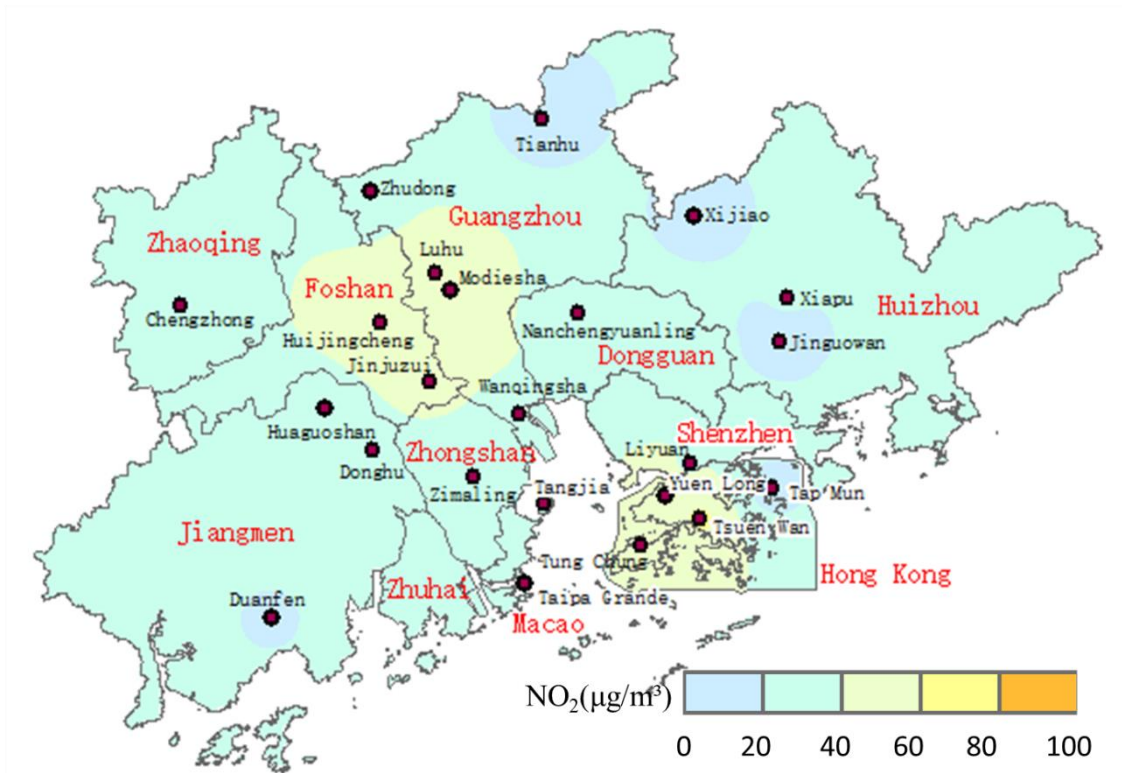 Tianhu
Zhudong
Xijiao
Guangzhou
Zhaoqing
Luhu
Modiesha
Foshan
Xiapu
Huizhou
Chengzhong
Nanchengyuanling
Huijingcheng
Jinguowan
Dongguan
Jinjuzui
Wanqingsha
Huaguoshan
Shenzhen
Donghu
Zhongshan
Liyuan
Yuen Long
Zimaling
Tangjia
Tap Mun
Jiangmen
Tsuen Wan
Tung Chung
Hong Kong
Zhuhai
Duanfen
Taipa Grande
Macao
NO₂(μg/m³)
0 20 40 60 80 100